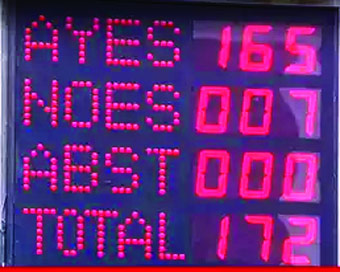 AYES 165
NOES 007
ABST 000
TOTAL 172